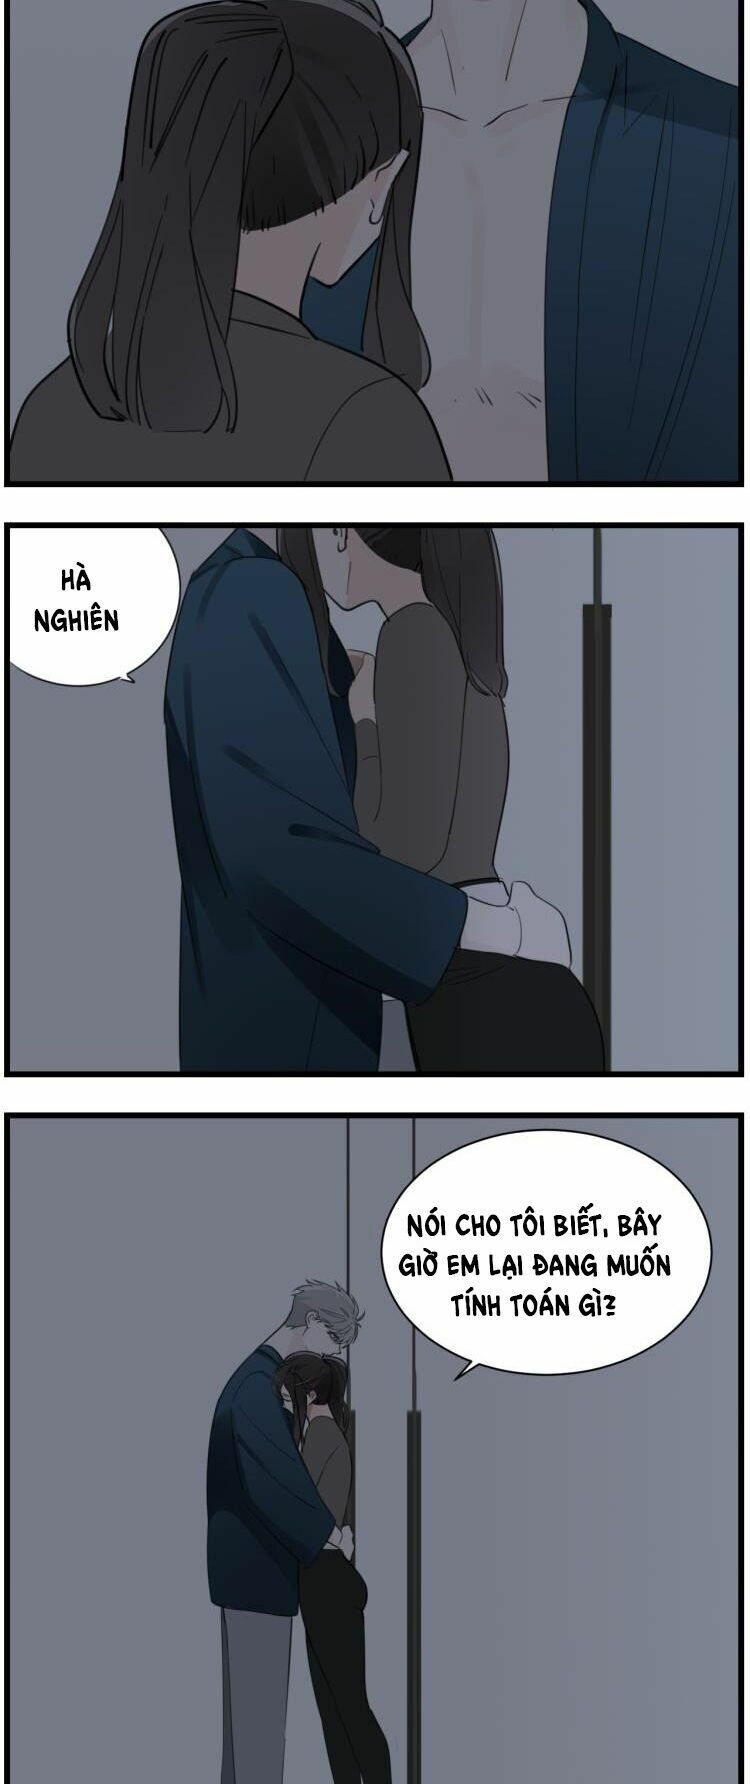 HÀ
NGHIÊN
NÓI CHO TÔI BIẾT, BÂY
GIỜ EM LẠI ĐANG MUỐN
TÍNH TOÁN GÌ?